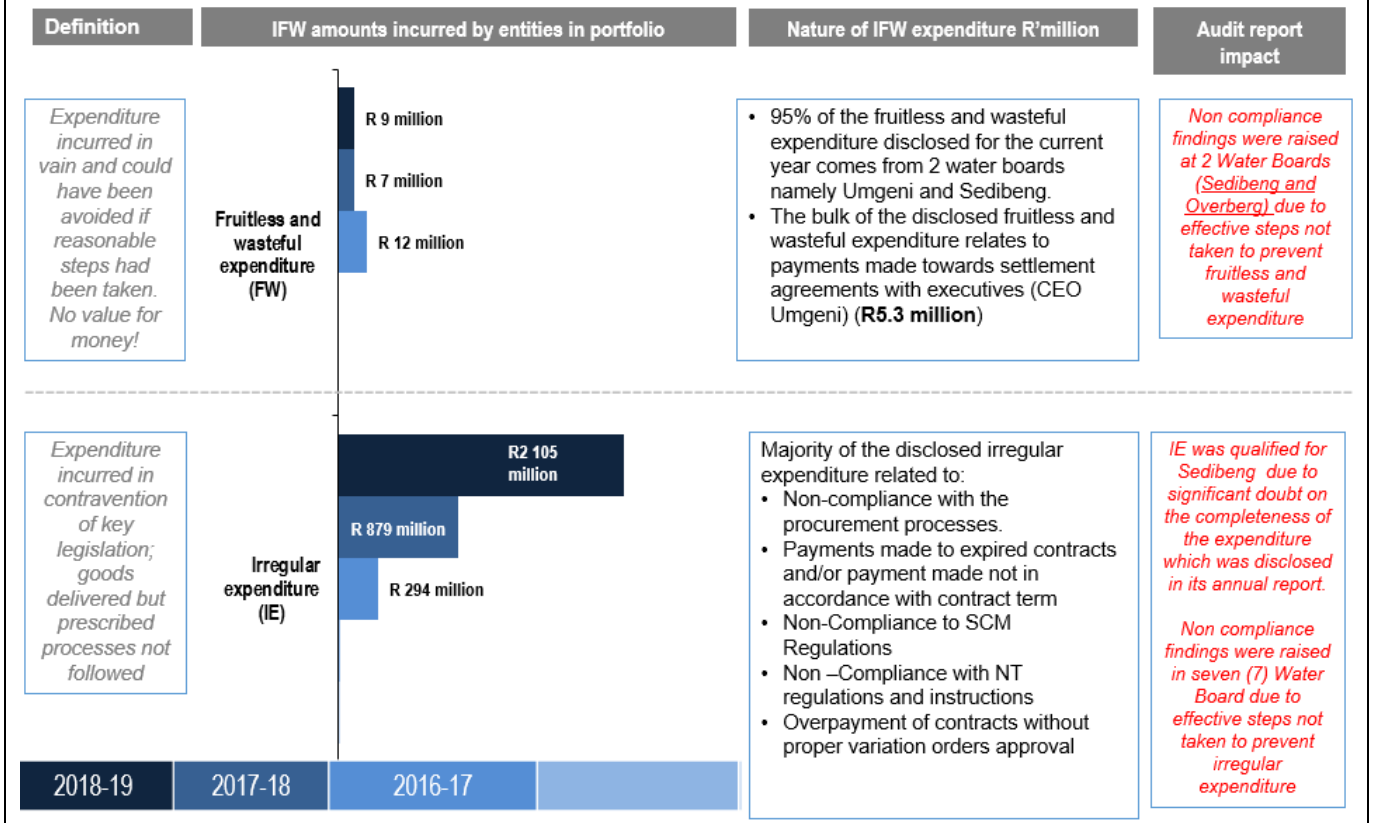 Definition
IFW amounts incurred by entities in portfolio
Nature of IFW expenditure R'million
Audit report
impact
Expenditure
incurred in
vain and could
have been
avoided if
reasonable
steps had
been taken.
No value for
money!
Fruitless and
wasteful
expenditure
(FW)
R 9 million
R 7 million
R 12 million
• 95% of the fruitless and wasteful
expenditure disclosed for the current
year comes from 2 water boards
namely Umgeni and Sedibeng.
• The bulk of the disclosed fruitless and
wasteful expenditure relates to
payments made towards settlement
agreements with executives (CEO
Umgeni) (R5.3 million)
Non compliance
findings were raised
at 2 Water Boards
(Sedibeng and
Overberg) due to
effective steps not
taken to prevent
fruitless and
wasteful
expenditure
Expenditure
incurred in
contravention
of key
legislation;
goods
delivered but
prescribed
processes not
followed
Irregular
expenditure
(IE)
R2 105
million
R 879 million
R 294 million
Majority of the disclosed irregular
expenditure related to:
• Non-compliance with the
procurement processes.
• Payments made to expired contracts
and/or payment made not in
accordance with contract term
• Non-Compliance to SCM
Regulations
• Non –Compliance with NT
regulations and instructions
• Overpayment of contracts without
proper variation orders approval
IE was qualified for
Sedibeng due to
significant doubt on
the completeness of
the expenditure
which was disclosed
in its annual report.
Non compliance
findings were raised
in seven (7) Water
Board due to
effective steps not
taken to prevent
irregular
expenditure
2018-19
2017-18
2016-17